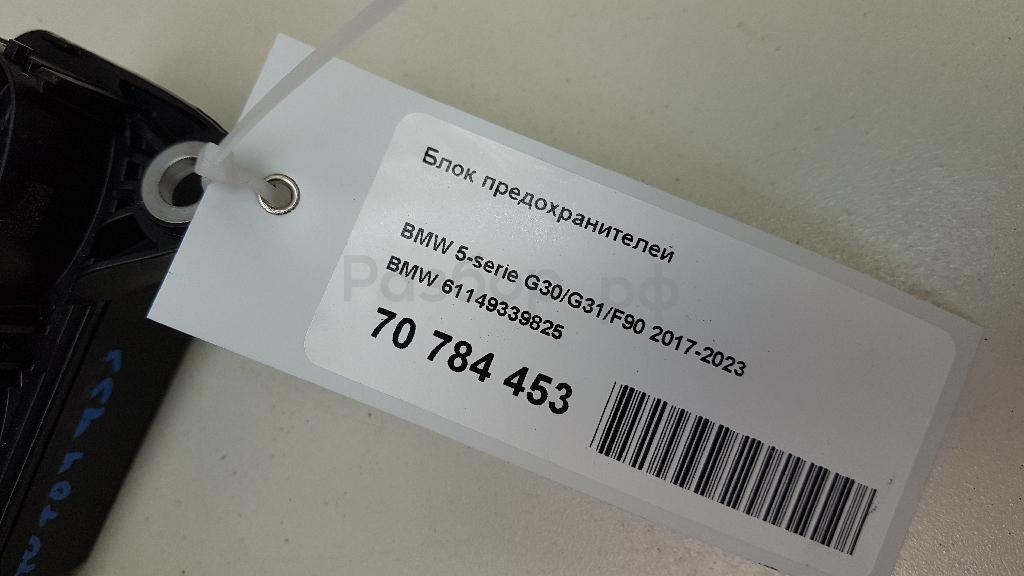 Блок предохранителей
BMW 5-serie G30/G31/F90 2017-2023
BMW 61149339825
70 784 453